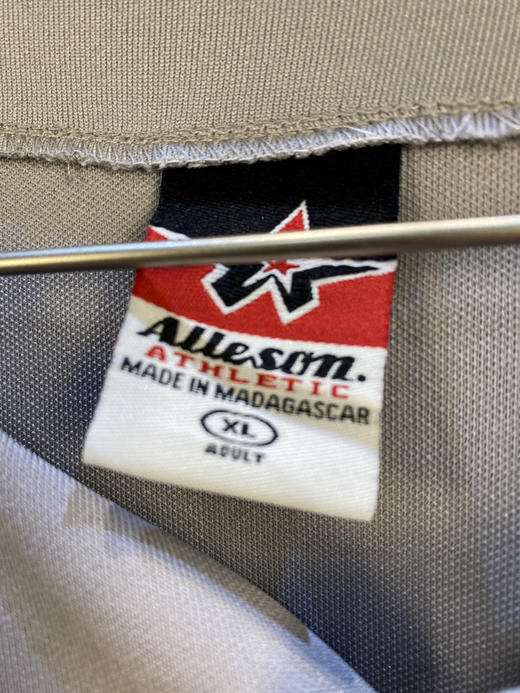 Alleson.
ATHLETIC
MADE IN MADAGASCAR
XL
ADULT